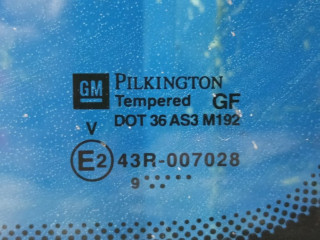 GM PILKINGTON
Tempered GF
DOT 36 AS3 M192
V
E2 43R-007028
9